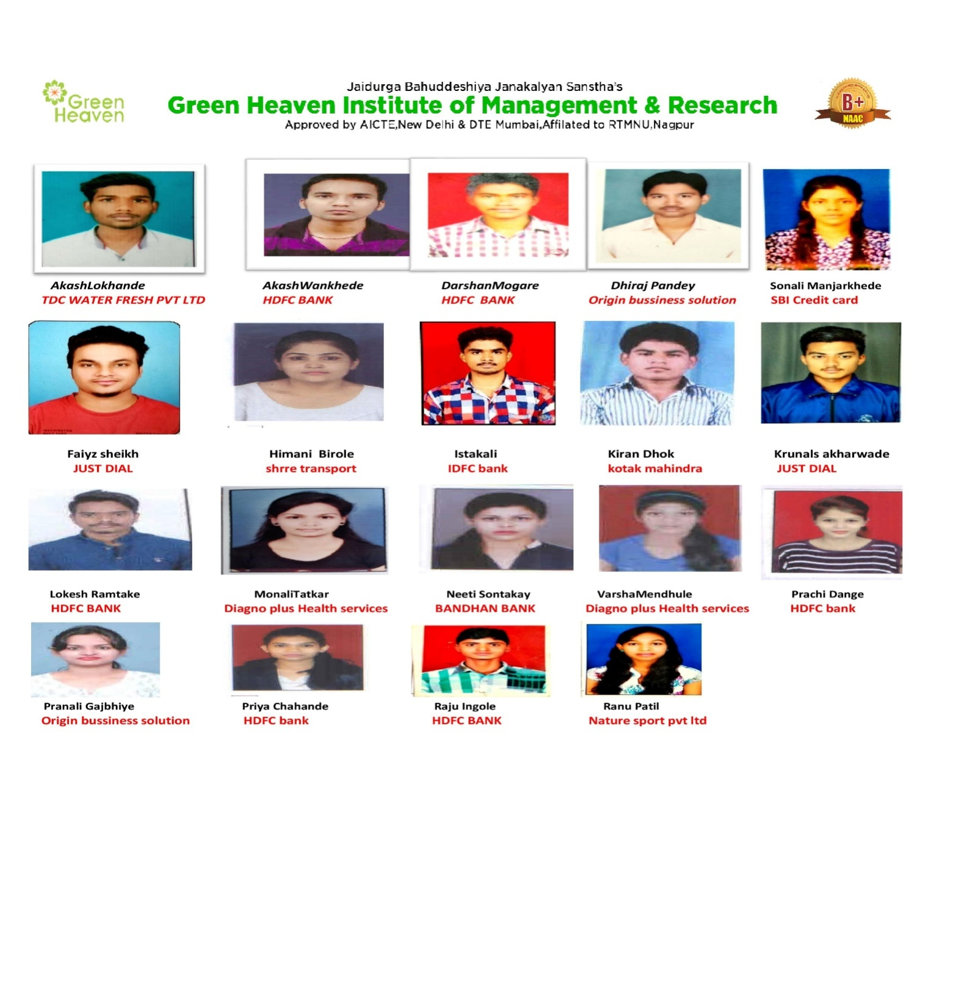 Green
Heaven
Jaidurga Bahuddeshiya Janakalyan Sanstha's
Green Heaven Institute of Management & Research
Approved by AICTE,New Delhi & DTE Mumbai,Affilated to RTMNU,Nagpur
B+
NAAC
AkashLokhande
TDC WATER FRESH PVT LTD
AkashWankhede
HDFC BANK
DarshanMogare
HDFC BANK
Dhiraj Pandey
Origin bussiness solution
Sonali Manjarkhede
SBI Credit card
Faiyz sheikh
JUST DIAL
Himani Birole
shrre transport
Istakali
IDFC bank
Kiran Dhok
kotak mahindra
Krunals akharwade
JUST DIAL
Lokesh Ramtake
HDFC BANK
MonaliTatkar
Diagno plus Health services
Neeti Sontakay
BANDHAN BANK
VarshaMendhule
Diagno plus Health services
Prachi Dange
HDFC bank
Pranali Gajbhiye
Origin bussiness solution
Priya Chahande
HDFC bank
Raju Ingole
HDFC BANK
Ranu Patil
Nature sport pvt ltd